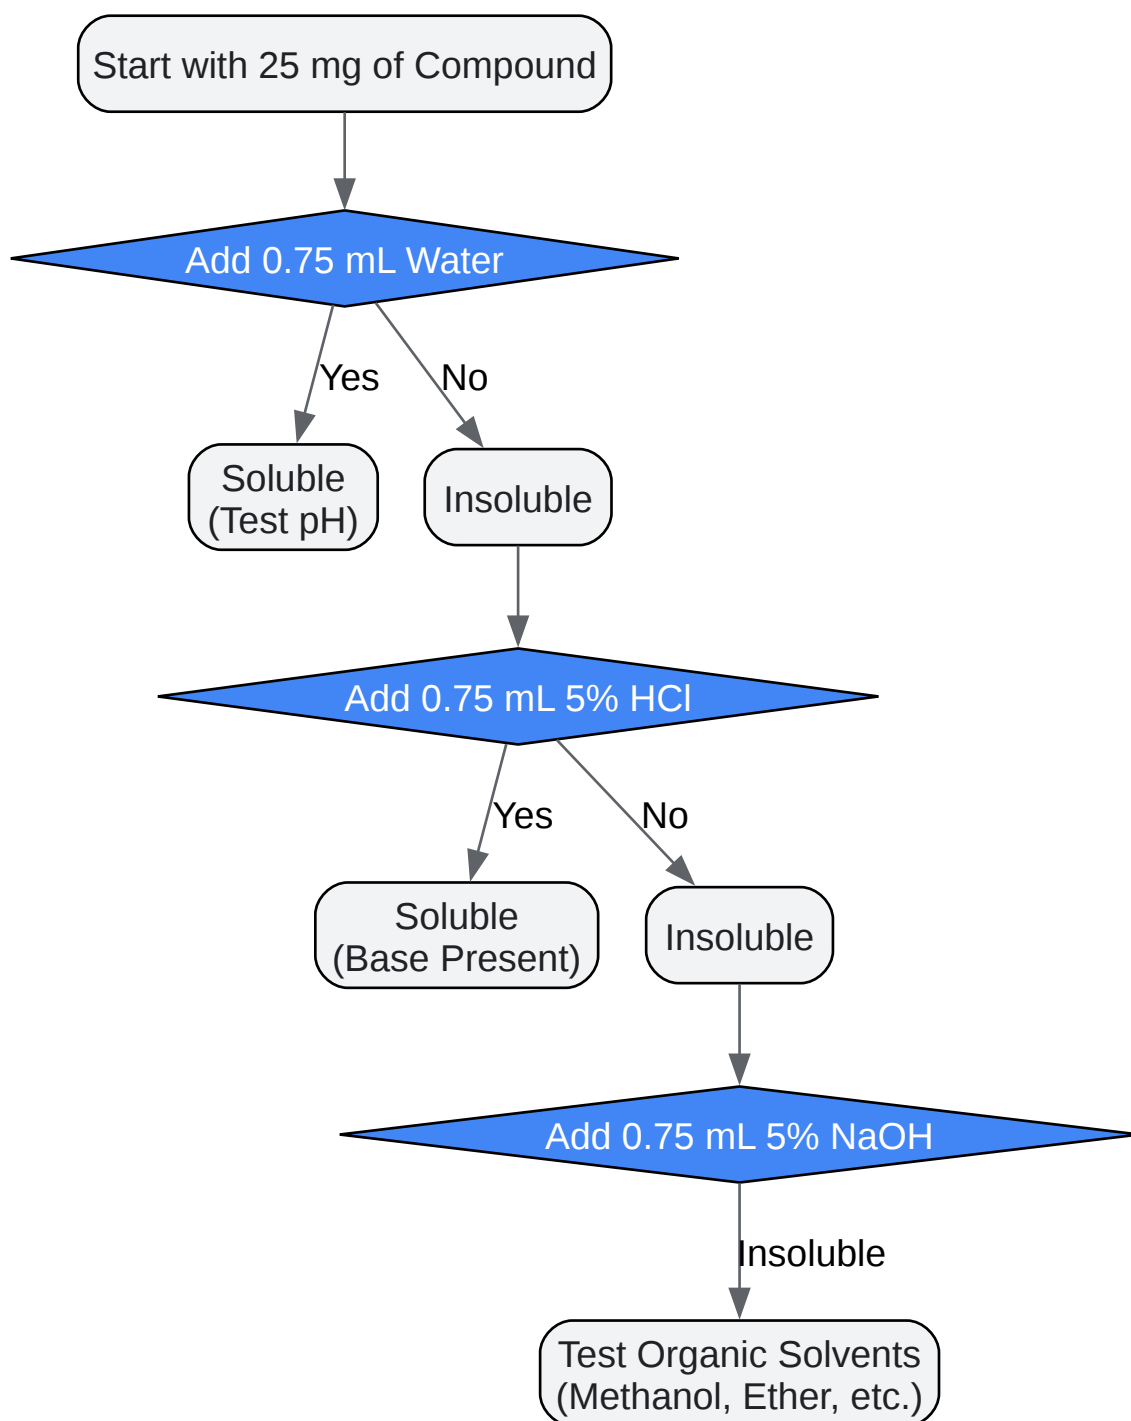 Start with 25 mg of Compound
Add 0.75 mL Water
Yes
No
Soluble
(Test pH)
Insoluble
Add 0.75 mL 5% HCl
Yes
No
Soluble
(Base Present)
Insoluble
Add 0.75 mL 5% NaOH
Insoluble
Test Organic Solvents
(Methanol, Ether, etc.)